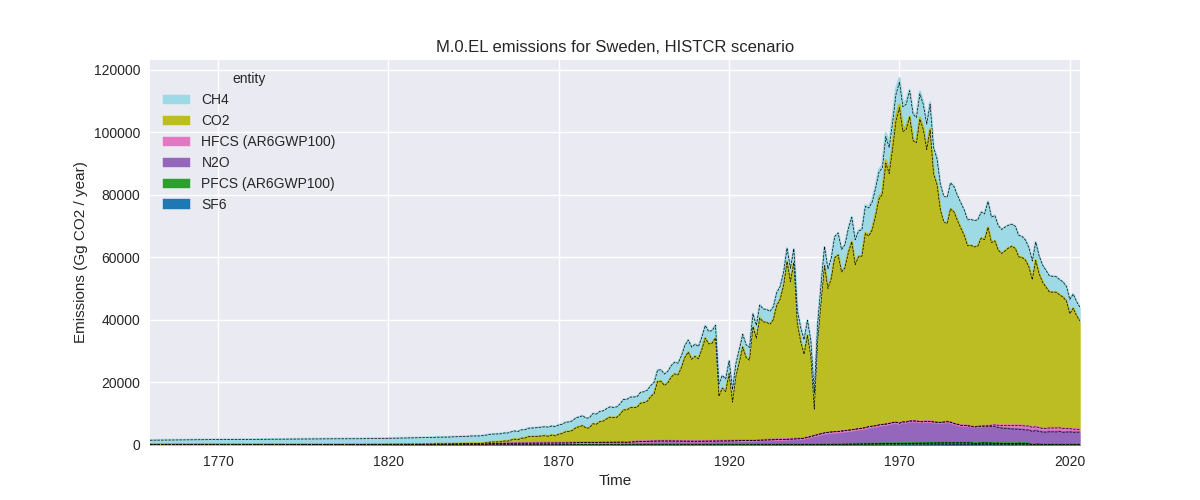 M.0.EL emissions for Sweden, HISTCR scenario
Emissions (Gg CO2 / year)
120000
100000
80000
60000
40000
20000
0
entity
CH4
CO2
HFCS (AR6GWP100)
N2O
PFCS (AR6GWP100)
SF6
1770
1820
1870
1920
1970
2020
Time